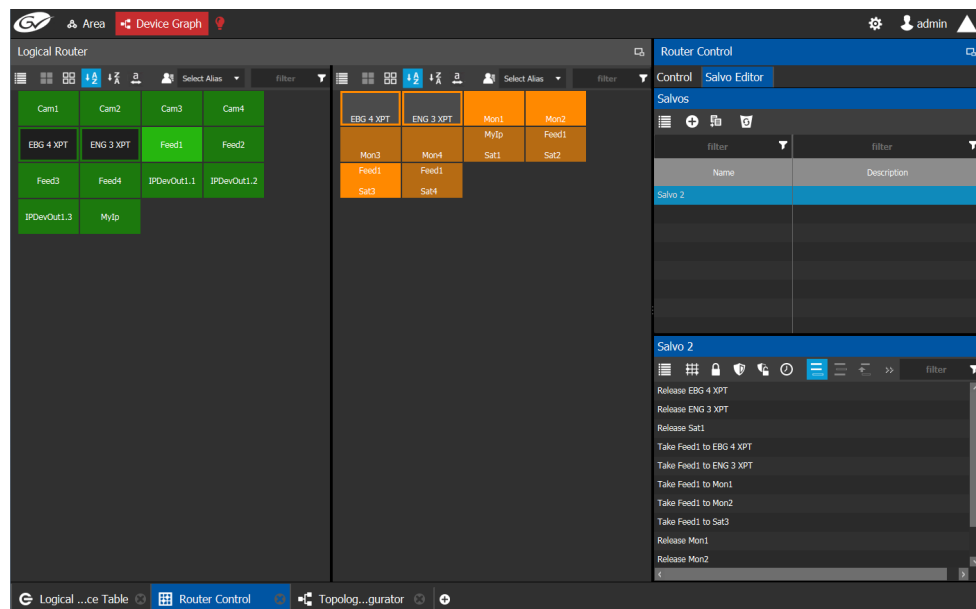 GV Area Device Graph admin
Logical Router
Select Alias filter Select Alias filter
Cam1 Cam2 Cam3 Cam4
EBG 4 XPT ENG 3 XPT Feed1 Feed2
Feed3 Feed4 IPDevOut1.1 IPDevOut1.2
IPDevOut1.3 MyIp
EBG 4 XPT ENG 3 XPT Mon1 Mon2
MyIp Feed1
Mon3 Mon4 Sat1 Sat2
Feed1 Feed1
Sat3 Sat4
Router Control
Control Salvo Editor
Salvos
filter filter
Name Description
Salvo 2
Salvo 2
filter
Release EBG 4 XPT
Release ENG 3 XPT
Release Sat1
Take Feed1 to EBG 4 XPT
Take Feed1 to ENG 3 XPT
Take Feed1 to Mon1
Take Feed1 to Mon2
Take Feed1 to Sat3
Release Mon1
Release Mon2
Logical ...ce Table Router Control Topolog...gurator